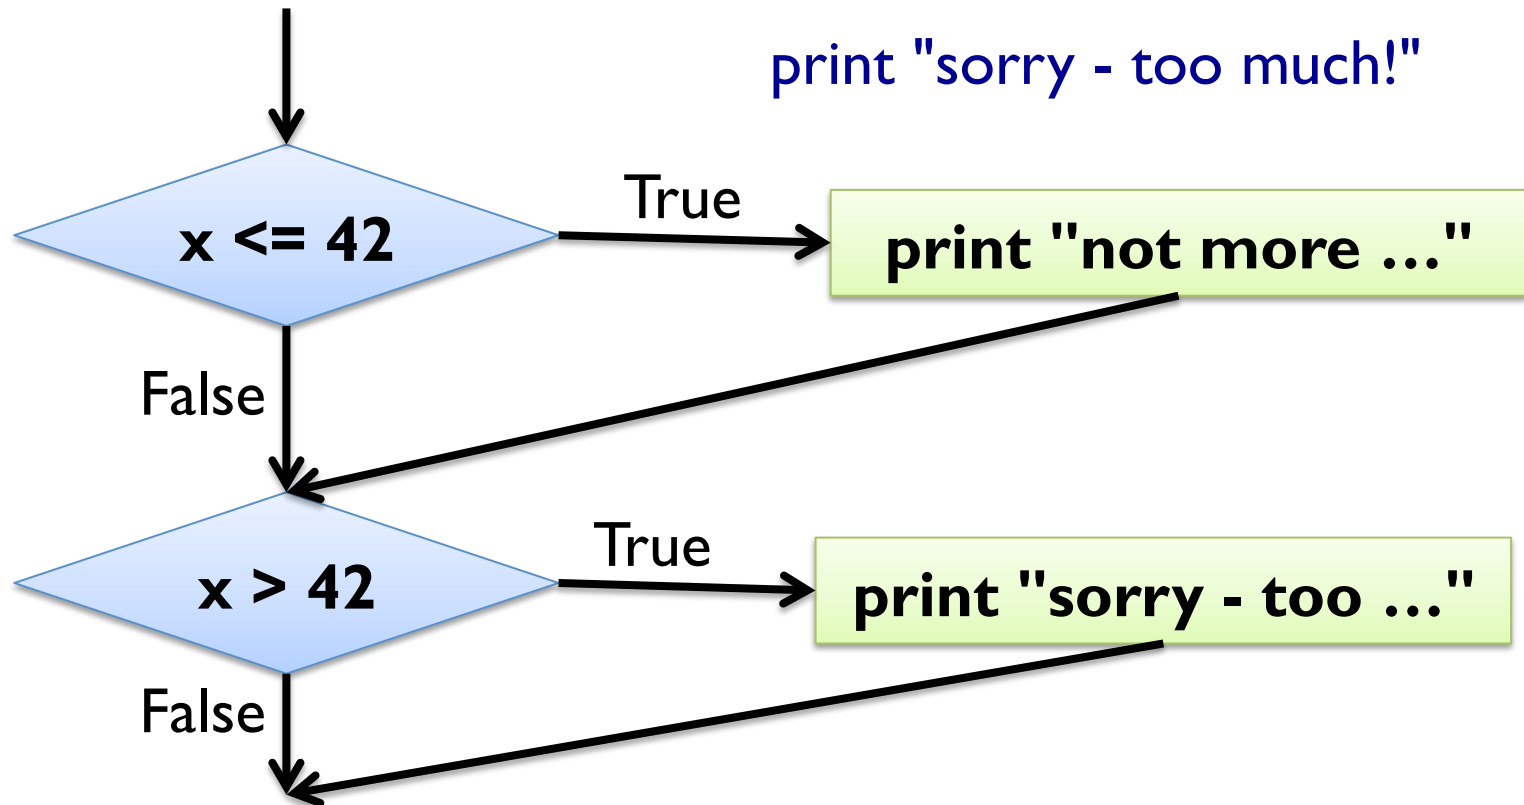 print "sorry - too much!"
x <= 42
True
print "not more …"
False
x > 42
True
print "sorry - too …"
False